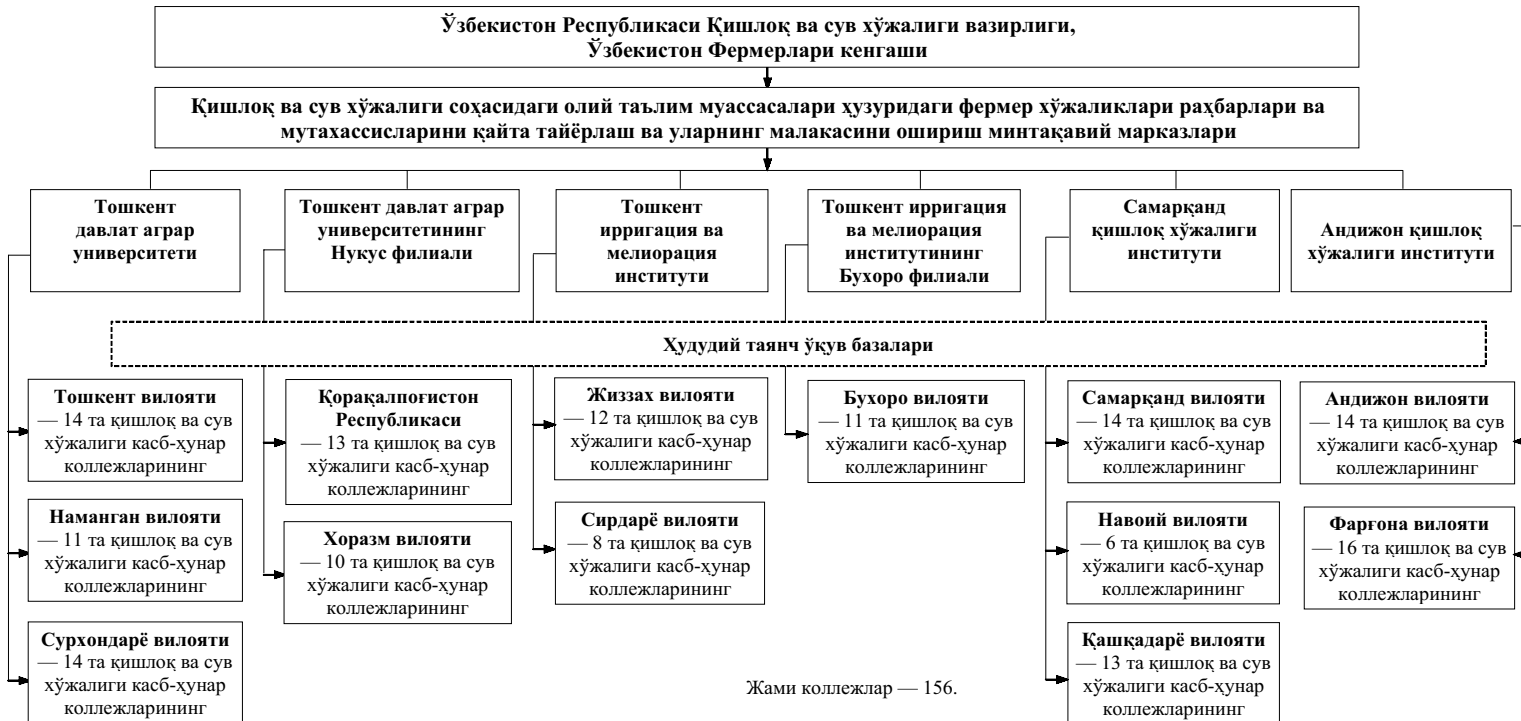 Ўзбекистон Республикаси Қишлоқ ва сув хўжалиги вазирлиги,
Ўзбекистон Фермерлари кенгаши
Қишлоқ ва сув хўжалиги соҳасидаги олий таълим муассасалари ҳузуридаги фермер хўжаликлари раҳбарлари ва
мутахассисларини қайта тайёрлаш ва уларнинг малакасини ошириш минтақавий марказлари
Тошкент
давлат аграр
университети
Тошкент давлат аграр
университетининг
Нукус филиали
Тошкент
ирригация ва
мелиорация
институти
Тошкент ирригация
ва мелиорация
институтининг
Бухоро филиали
Самарқанд
қишлоқ хўжалиги
институти
Андижон қишлоқ
хўжалиги институти
Ҳудудий таянч ўқув базалари
Тошкент вилояти
— 14 та қишлоқ ва сув
хўжалиги касб-ҳунар
коллежларининг
Қорақалпоғистон
Республикаси
— 13 та қишлоқ ва сув
хўжалиги касб-ҳунар
коллежларининг
Жиззах вилояти
— 12 та қишлоқ ва сув
хўжалиги касб-ҳунар
коллежларининг
Бухоро вилояти
— 11 та қишлоқ ва сув
хўжалиги касб-ҳунар
коллежларининг
Самарқанд вилояти
— 14 та қишлоқ ва сув
хўжалиги касб-ҳунар
коллежларининг
Андижон вилояти
— 14 та қишлоқ ва сув
хўжалиги касб-ҳунар
коллежларининг
Наманган вилояти
— 11 та қишлоқ ва сув
хўжалиги касб-ҳунар
коллежларининг
Хоразм вилояти
— 10 та қишлоқ ва сув
хўжалиги касб-ҳунар
коллежларининг
Сирдарё вилояти
— 8 та қишлоқ ва сув
хўжалиги касб-ҳунар
коллежларининг
Навоий вилояти
— 6 та қишлоқ ва сув
хўжалиги касб-ҳунар
коллежларининг
Фарғона вилояти
— 16 та қишлоқ ва сув
хўжалиги касб-ҳунар
коллежларининг
Сурхондарё вилояти
— 14 та қишлоқ ва сув
хўжалиги касб-ҳунар
коллежларининг
Қашқадарё вилояти
— 13 та қишлоқ ва сув
хўжалиги касб-ҳунар
коллежларининг
Жами коллежлар — 156.